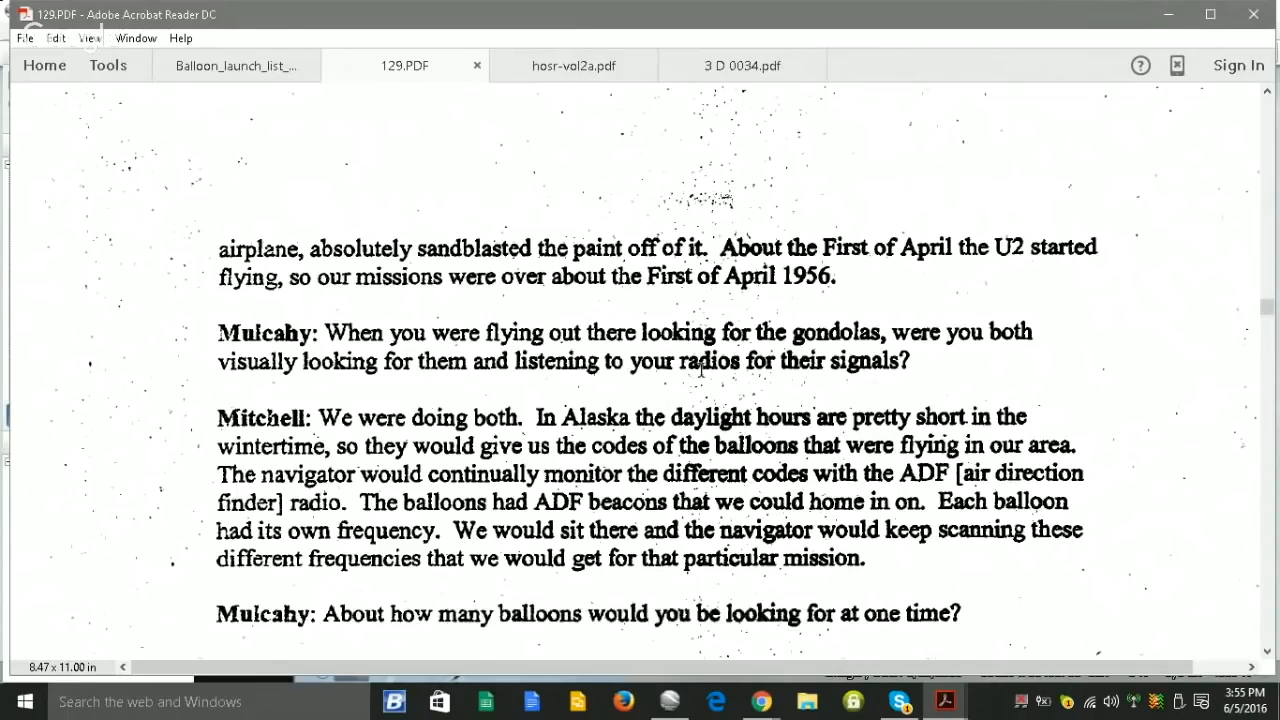 129.PDF - Adobe Acrobat Reader DC
Google
File Edit View Window Help
Home Tools Balloon_launch_list_... 129.PDF × hosr-vol2a.pdf 3 D 0034.pdf Sign In
airplane, absolutely sandblasted the paint off of it. About the First of April the U2 started
flying, so our missions were over about the First of April 1956.
Mulcahy: When you were flying out there looking for the gondolas, were you both
visually looking for them and listening to your radios for their signals?
Mitchell: We were doing both. In Alaska the daylight hours are pretty short in the
wintertime, so they would give us the codes of the balloons that were flying in our area.
The navigator would continually monitor the different codes with the ADF [air direction
finder] radio. The balloons had ADF beacons that we could home in on. Each balloon
had its own frequency. We would sit there and the navigator would keep scanning these
different frequencies that we would get for that particular mission.
Mulcahy: About how many balloons would you be looking for at one time?
8.47 x 11.00 in
Search the web and Windows
3:55 PM
6/5/2016